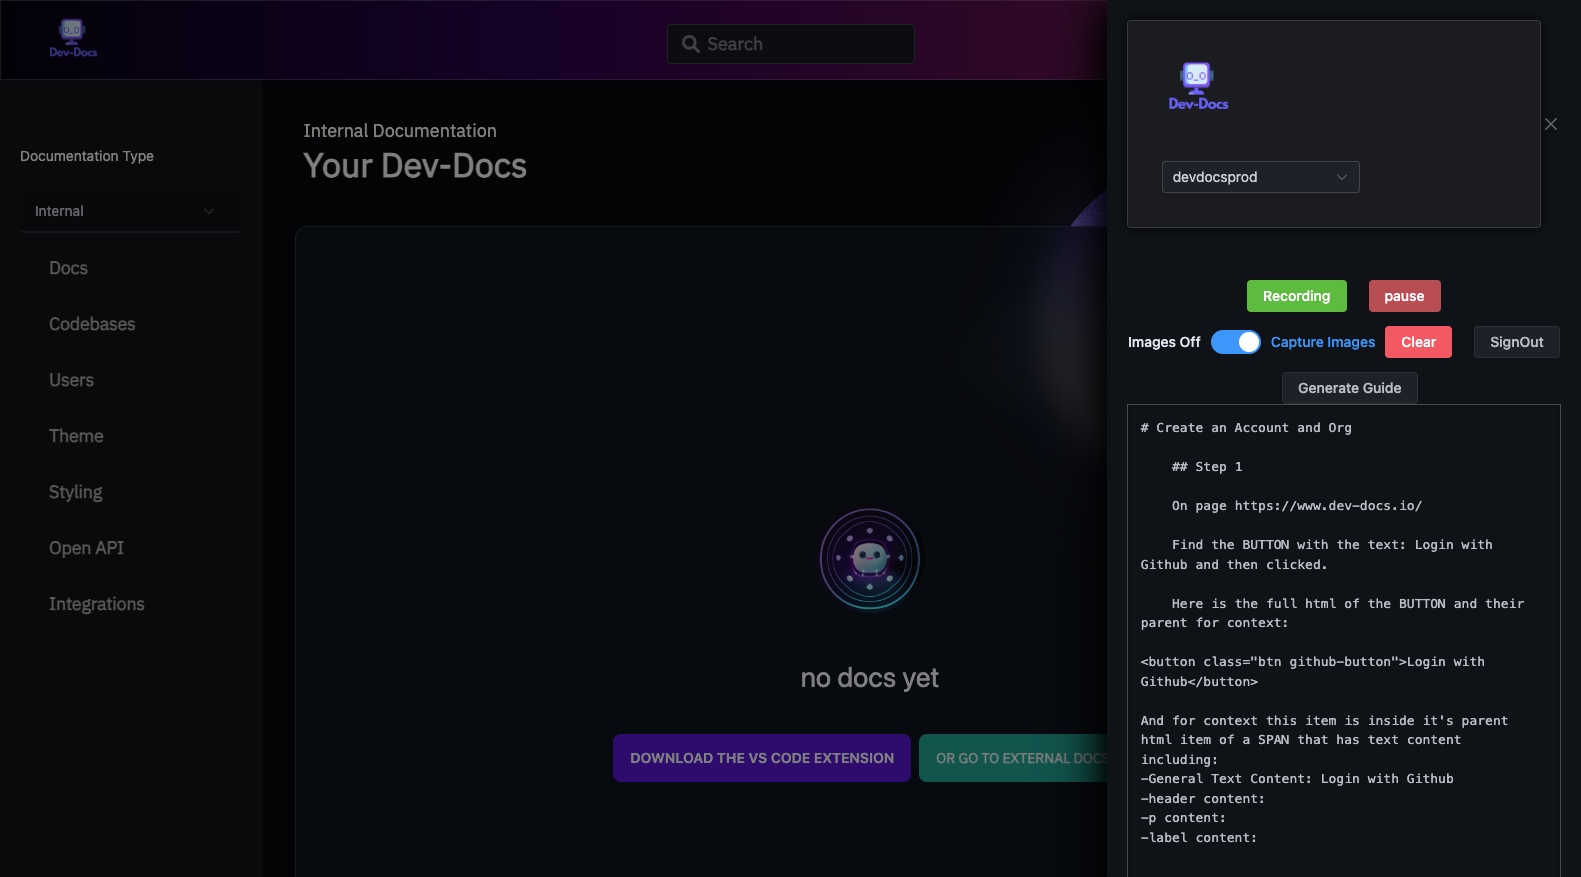 Dev-Docs
Search
Documentation Type
Internal
Docs
Codebases
Users
Theme
Styling
Open API
Integrations
Internal Documentation
Your Dev-Docs
no docs yet
DOWNLOAD THE VS CODE EXTENSION
OR GO TO EXTERNAL DOCS
Dev-Docs
devdocsprod
Recording
pause
Images Off
Capture Images
Clear
SignOut
Generate Guide
# Create an Account and Org
## Step 1
On page https://www.dev-docs.io/
Find the BUTTON with the text: Login with
Github and then clicked.
Here is the full html of the BUTTON and their
parent for context:
<button class="btn github-button">Login with
Github</button>
And for context this item is inside it's parent
html item of a SPAN that has text content
including:
-General Text Content: Login with Github
-header content:
-p content:
-label content: